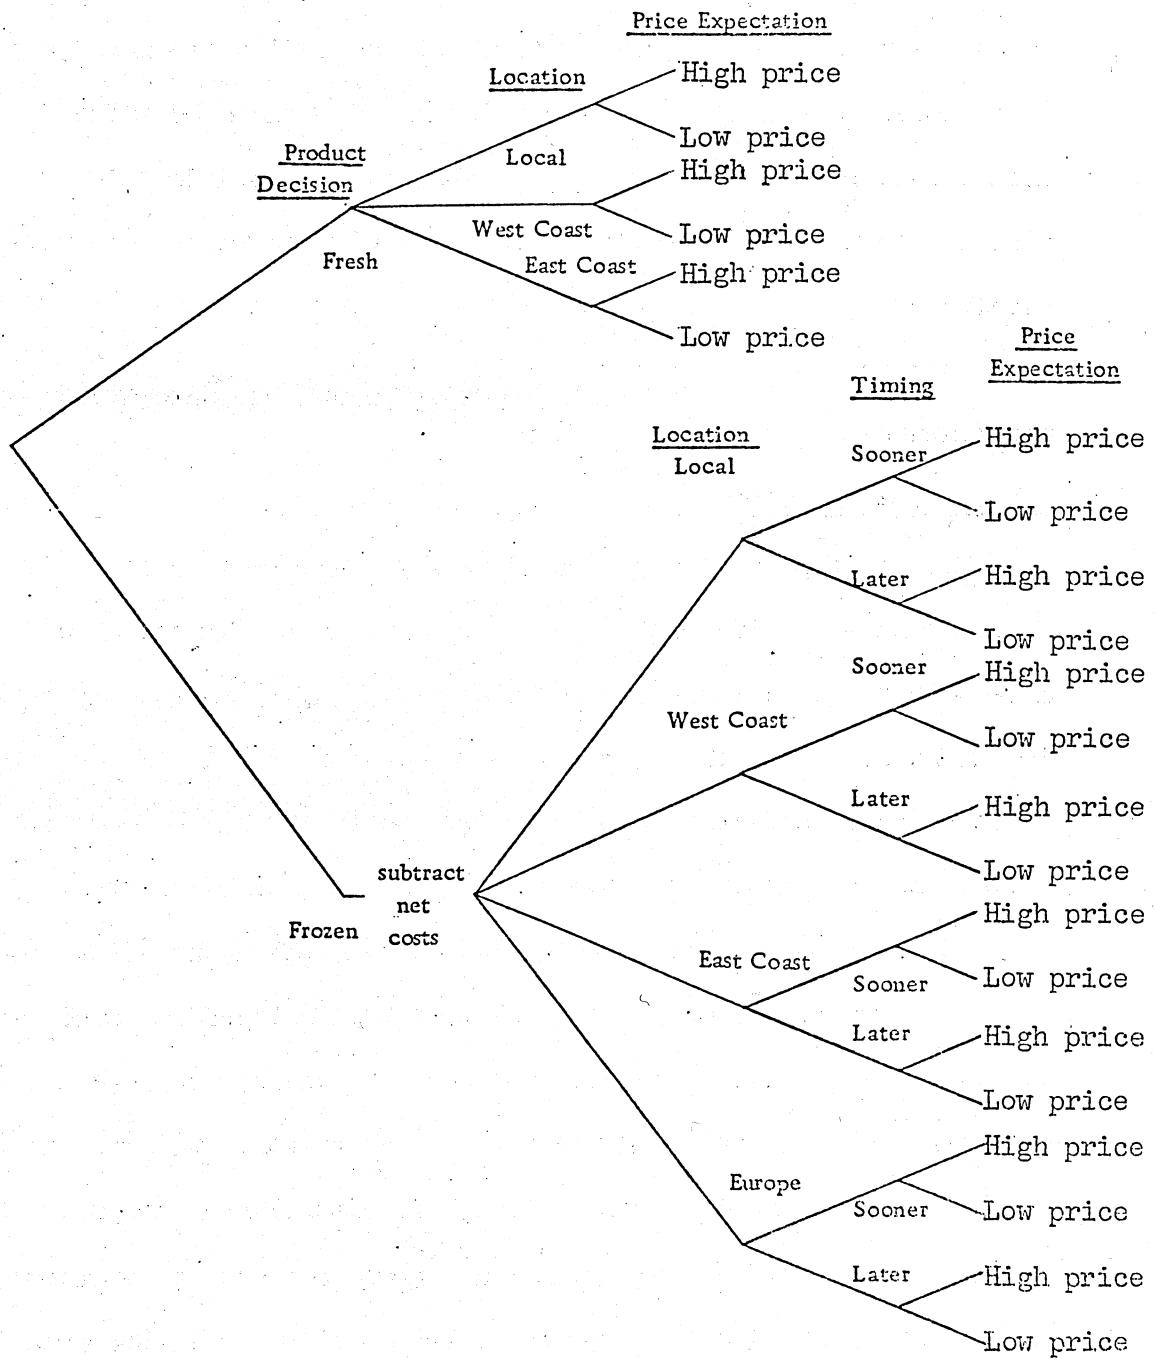 Price Expectation
Location
High price
Low price
Local
Product
Decision
High price
West Coast
Low price
Fresh
East Coast
High price
Low price
Price
Expectation
Timing
Location
Local
Sooner
High price
Low price
Later
High price
Low price
Sooner
High price
West Coast
Low price
Later
High price
Low price
subtract
net
costs
Frozen
High price
East Coast
Low price
Sooner
Later
High price
Low price
High price
Europe
Sooner
Low price
Later
High price
Low price